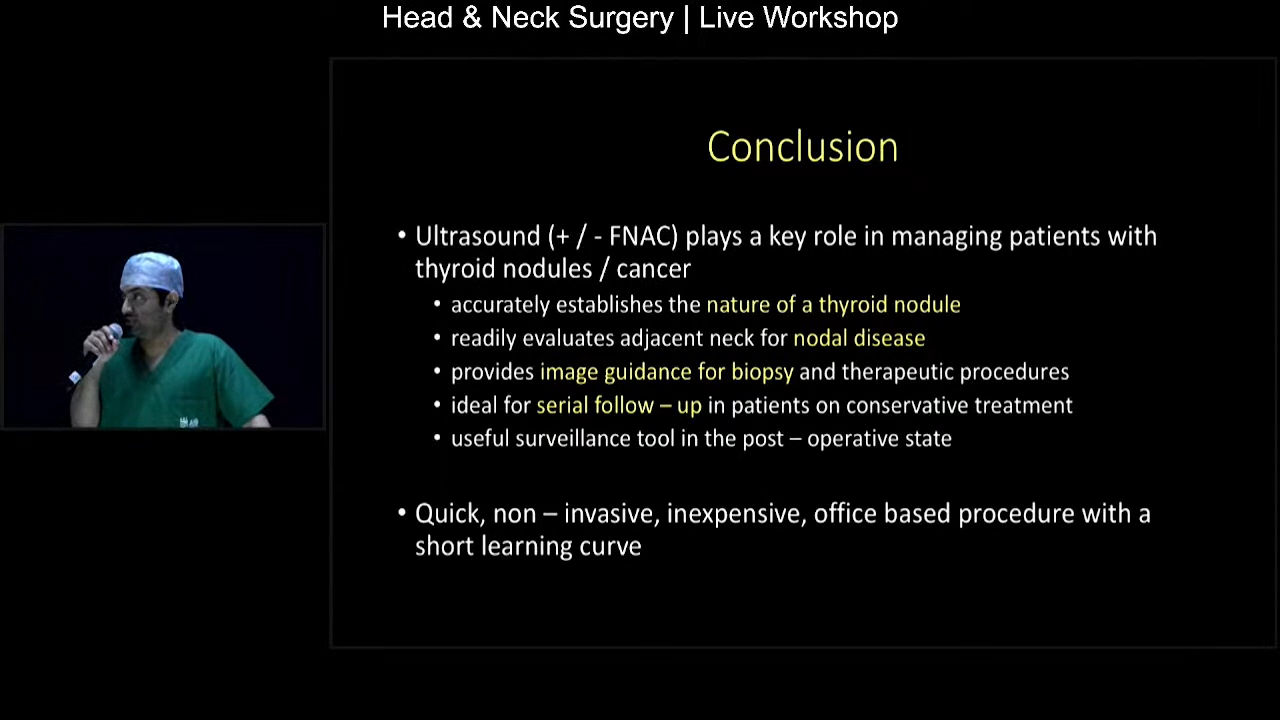 Head & Neck Surgery | Live Workshop
Conclusion
• Ultrasound (+ / - FNAC) plays a key role in managing patients with
thyroid nodules / cancer
• accurately establishes the nature of a thyroid nodule
• readily evaluates adjacent neck for nodal disease
• provides image guidance for biopsy and therapeutic procedures
• ideal for serial follow – up in patients on conservative treatment
• useful surveillance tool in the post – operative state
• Quick, non – invasive, inexpensive, office based procedure with a
short learning curve